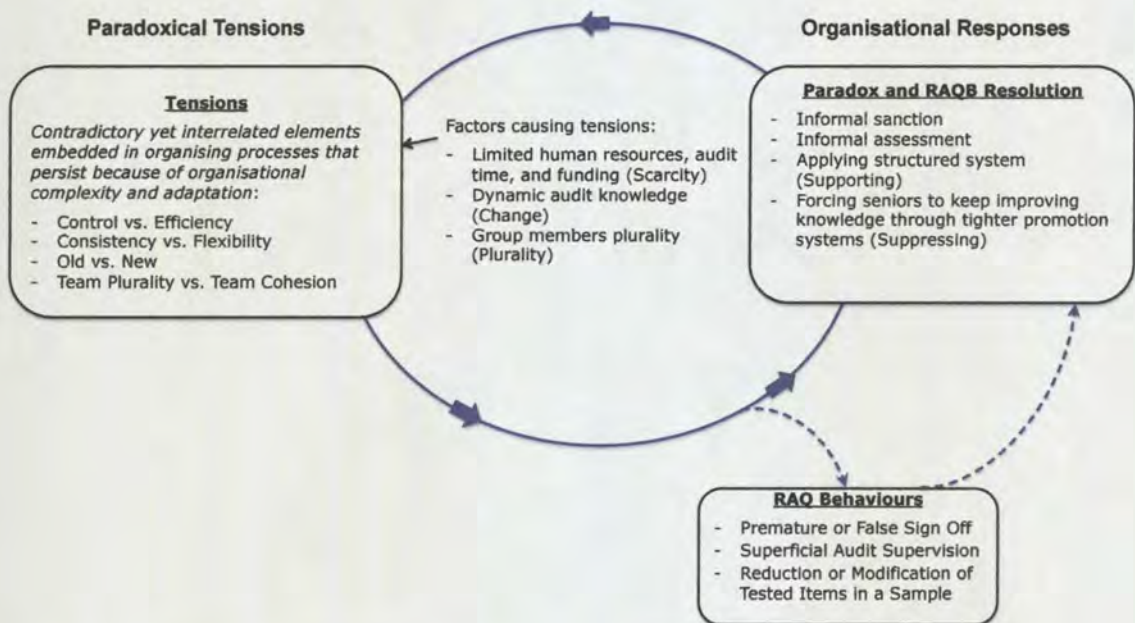 Paradoxical Tensions
Organisational Responses
Tensions
Contradictory yet interrelated elements
embedded in organising processes that
persist because of organisational
complexity and adaptation:
- Control vs. Efficiency
- Consistency vs. Flexibility
- Old vs. New
- Team Plurality vs. Team Cohesion
Factors causing tensions:
- Limited human resources, audit
time, and funding (Scarcity)
- Dynamic audit knowledge
(Change)
- Group members plurality
(Plurality)
Paradox and RAQB Resolution
- Informal sanction
- Informal assessment
- Applying structured system
(Supporting)
- Forcing seniors to keep improving
knowledge through tighter promotion
systems (Suppressing)
RAQ Behaviours
- Premature or False Sign Off
- Superficial Audit Supervision
- Reduction or Modification of
Tested Items in a Sample